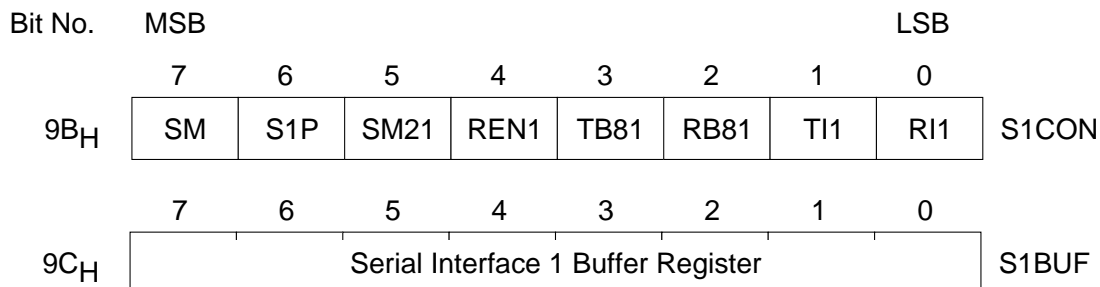 Bit No. MSB LSB
7 6 5 4 3 2 1 0
9BH SM S1P SM21 REN1 TB81 RB81 TI1 RI1 S1CON
7 6 5 4 3 2 1 0
9CH Serial Interface 1 Buffer Register S1BUF